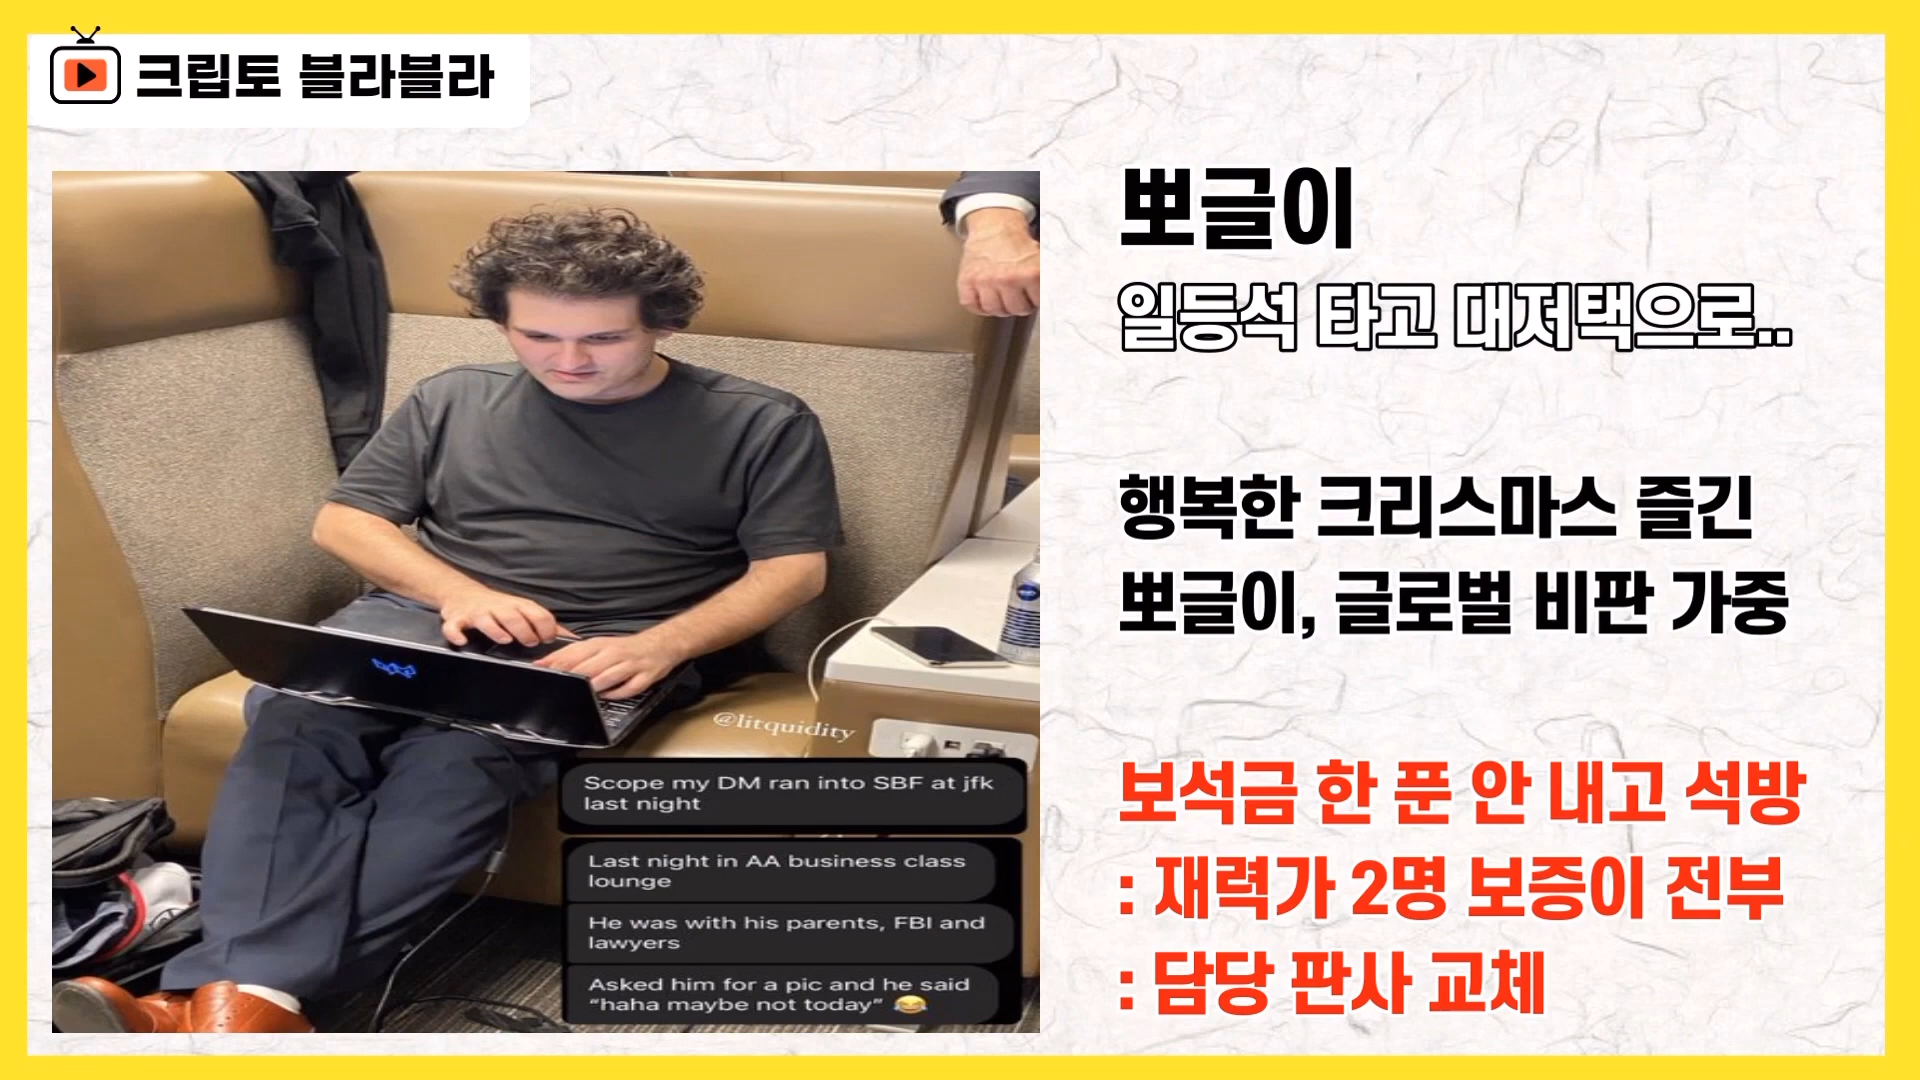 크립토 블라블라
뽀글이
일등석 타고 대저택으로..
행복한 크리스마스 즐긴
뽀글이, 글로벌 비판 가중
보석금 한 푼 안 내고 석방
: 재력가 2명 보증이 전부
: 담당 판사 교체
@litquidity
Scope my DM ran into SBF at jfk
last night
Last night in AA business class
lounge
He was with his parents, FBI and
lawyers
Asked him for a pic and he said
“haha maybe not today” 😂